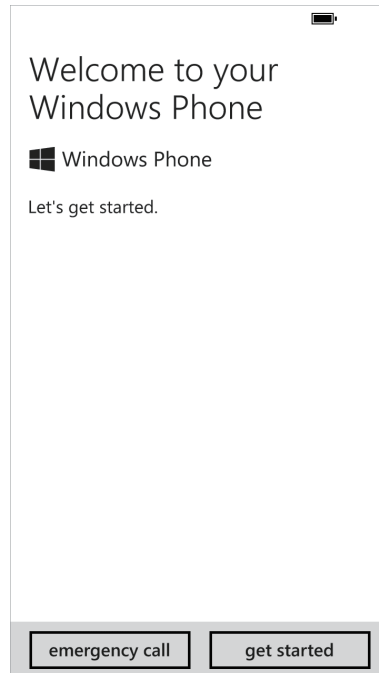 Welcome to your
Windows Phone
Windows Phone
Let's get started.
emergency call
get started